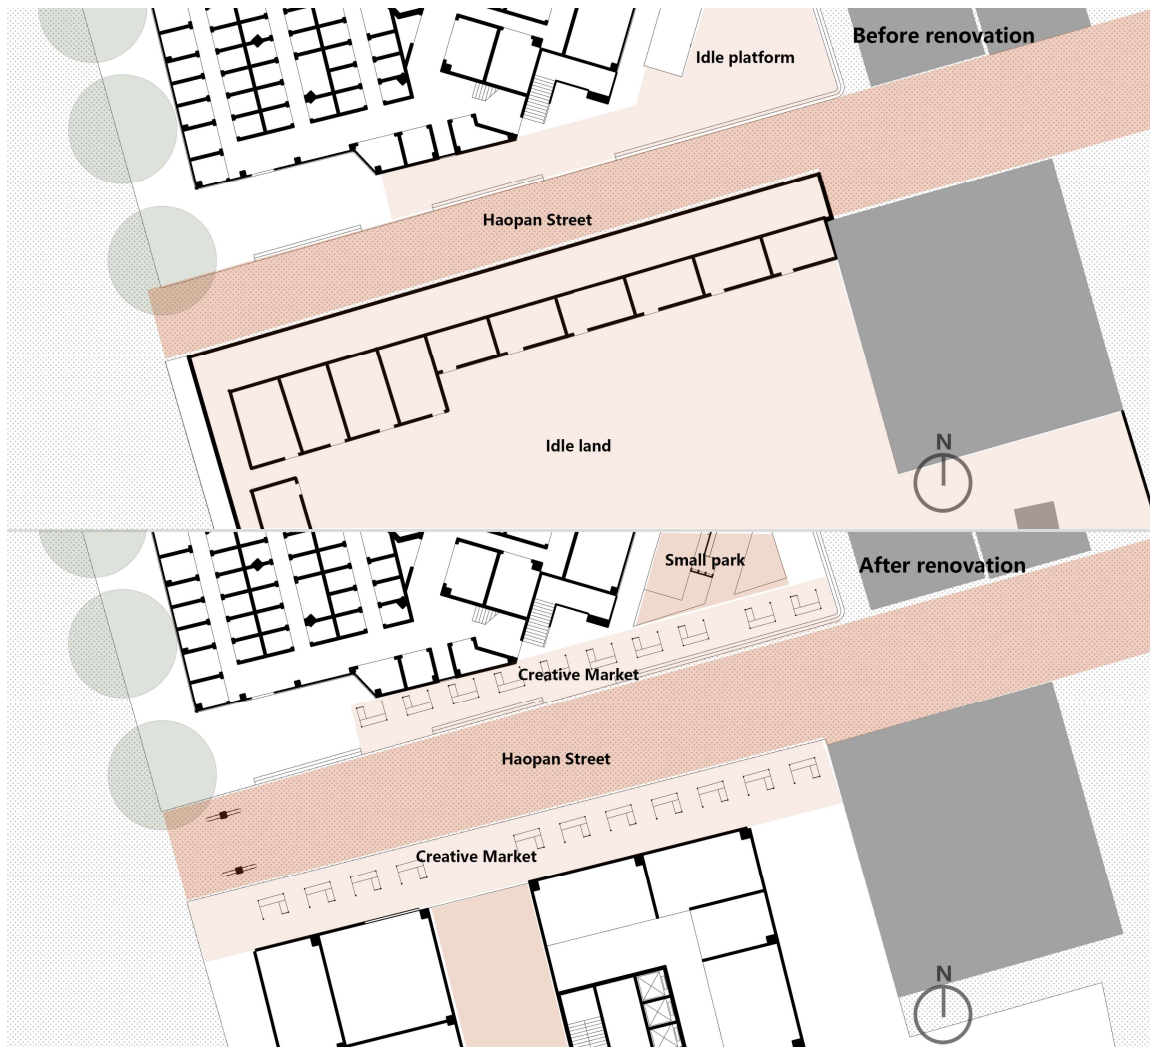 Before renovation
Idle platform
Haopan Street
Idle land
N
After renovation
Small park
Creative Market
Haopan Street
Creative Market
N